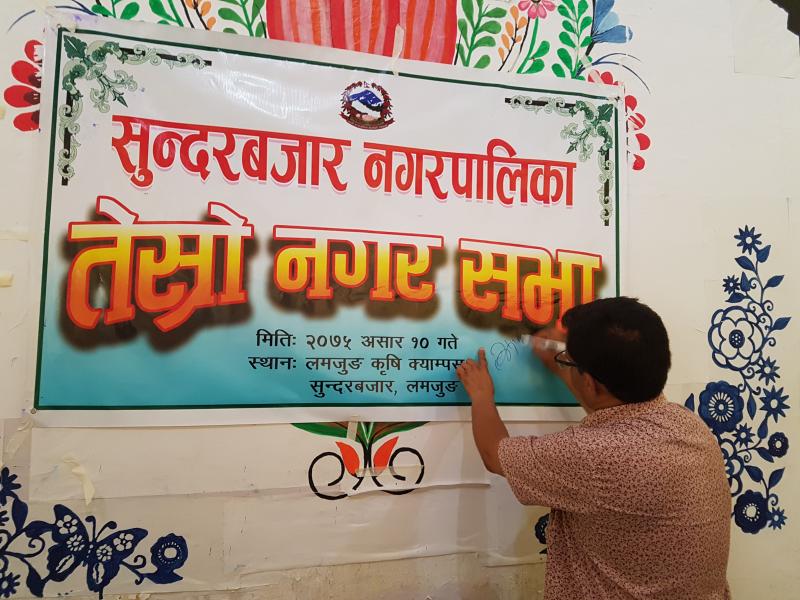 सुन्दरबजार नगरपालिका
तेस्रो नगर सभा
मितिः २०७५ असार १० गते
स्थानः लमजुङ कृषि क्याम्पस
सुन्दरबजार, लमजुङ